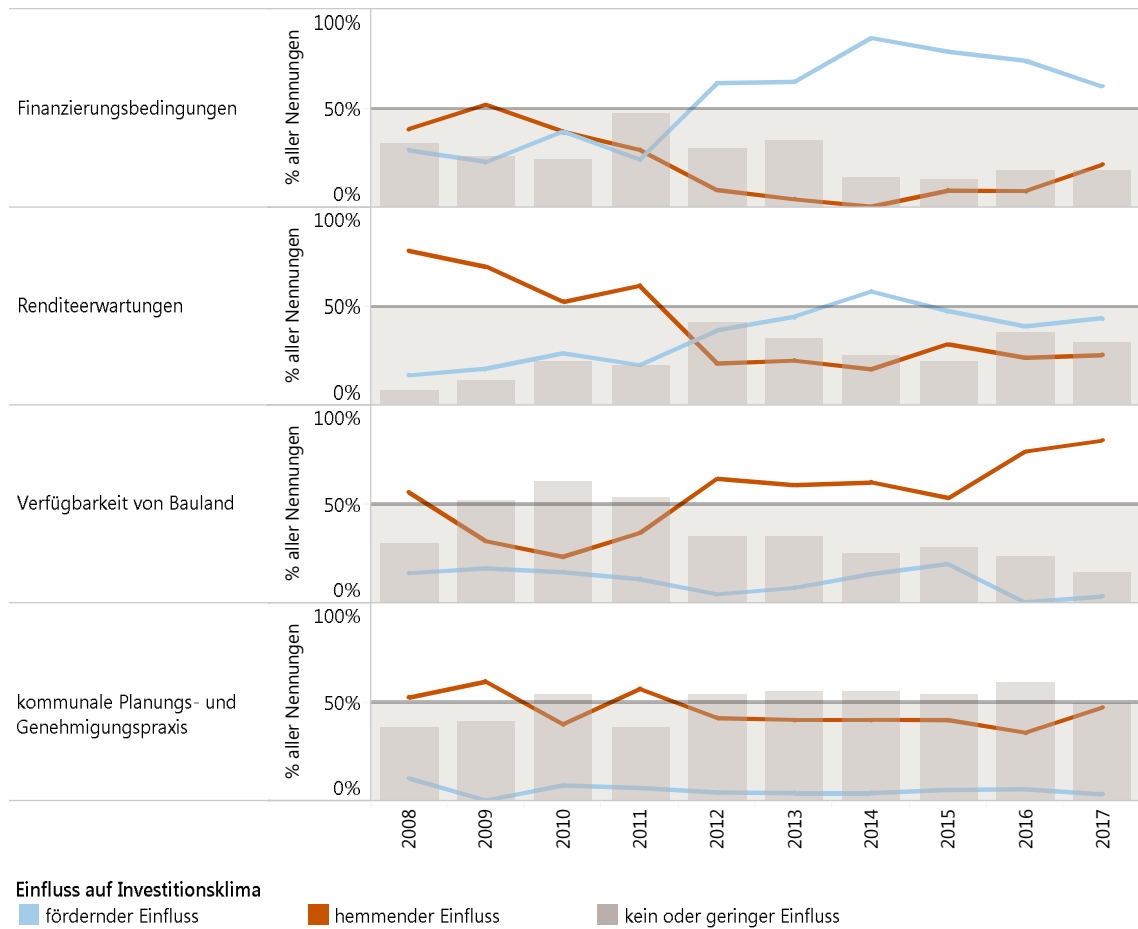 100%
Finanzierungsbedingungen
50%
0%
% aller Nennungen
100%
Renditeerwartungen
50%
0%
% aller Nennungen
100%
Verfügbarkeit von Bauland
50%
0%
% aller Nennungen
100%
kommunale Planungs- und
Genehmigungspraxis
50%
0%
% aller Nennungen
2008
2009
2010
2011
2012
2013
2014
2015
2016
2017
Einfluss auf Investitionsklima
fördernder Einfluss
hemmender Einfluss
kein oder geringer Einfluss